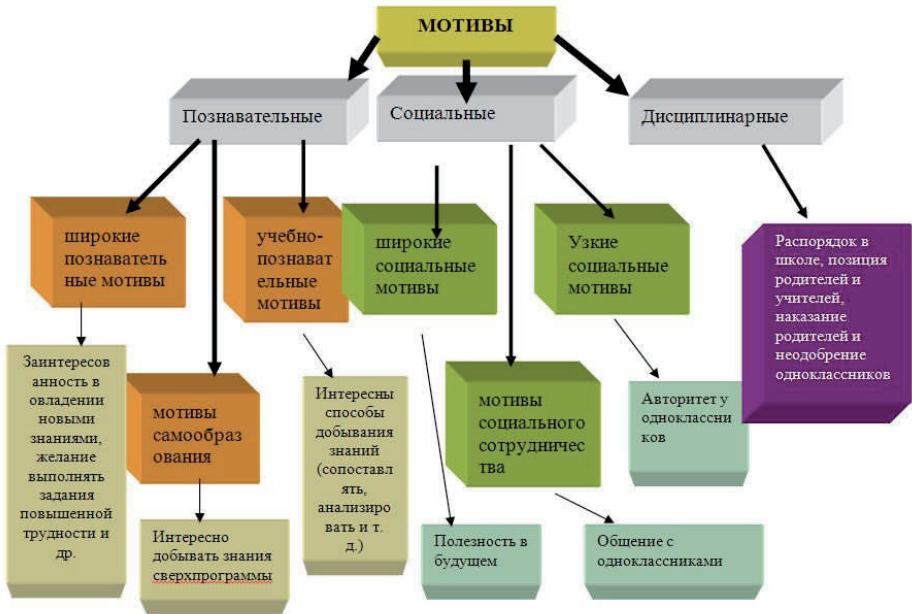 МОТИВЫ
Познавательные
Социальные
Дисциплинарные
широкие
познаватель
ные мотивы
учебно-
познават
ельные
мотивы
широкие
социальные
мотивы
Узкие
социальные
мотивы
Распорядок в
школе, позиция
родителей и
учителей,
наказание
родителей и
неодобрение
одноклассников
Заинтересов
анность в
овладении
новыми
знаниями,
желание
выполнять
задания
повышенной
трудности и
др.
мотивы
самообраз
ования
Интересны
способы
добывания
знаний
(сопоставл
ять,
анализиро
вать и т.
д.)
мотивы
социального
сотрудничес
тва
Авторитет у
одноклассни
ков
Интересно
добывать знания
сверхпрограммы
Полезность в
будущем
Общение с
одноклассниками